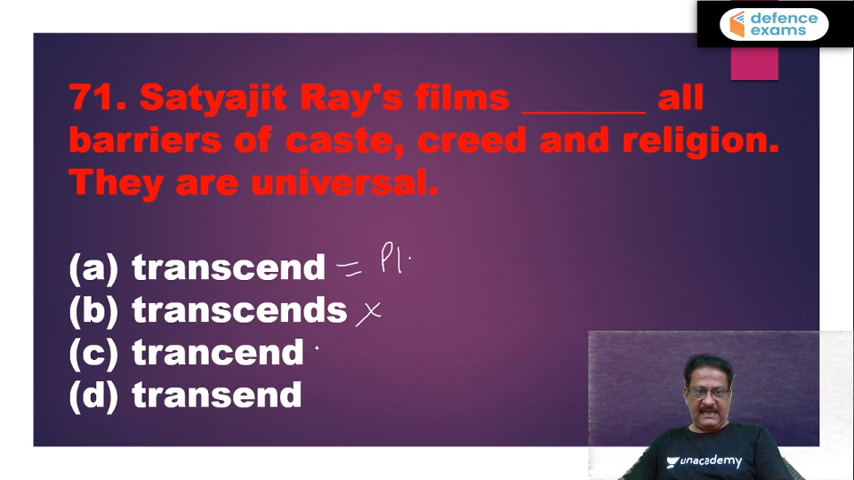 defence
exams
71. Satyajit Ray's films _______ all
barriers of caste, creed and religion.
They are universal.
(a) transcend = Pl.
(b) transcends ×
(c) trancend
(d) transend
unacademy